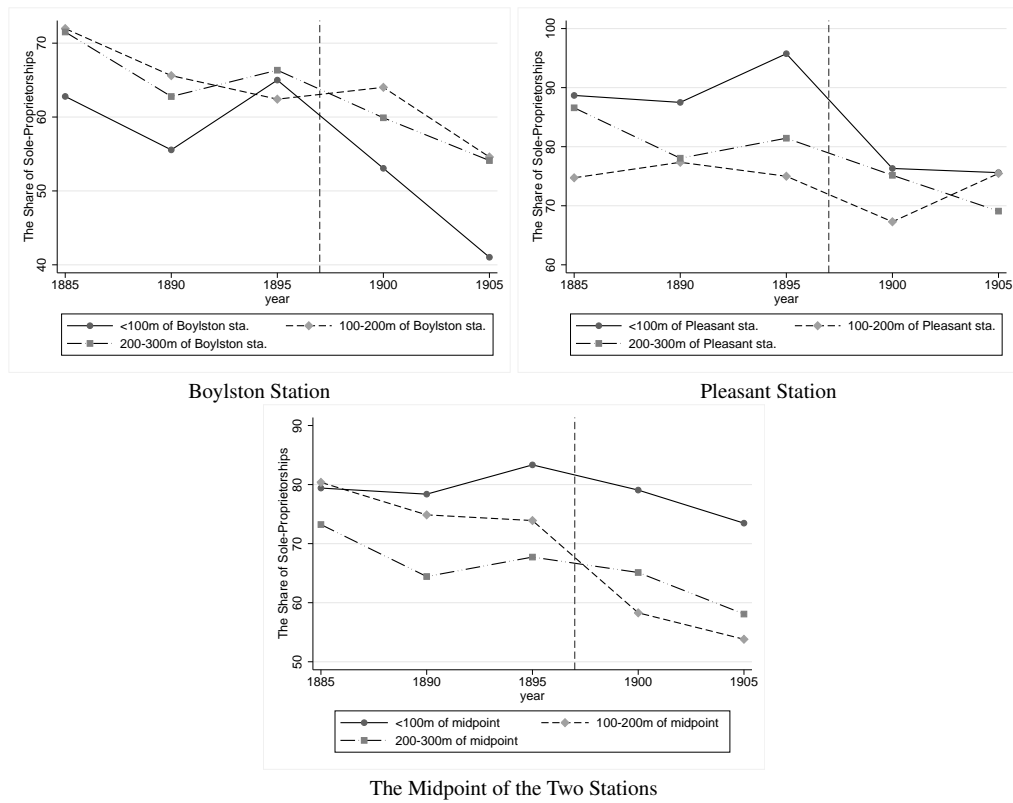 The Share of Sole-Proprietorships
70
60
50
40
1885 1890 1895 1900 1905
year
<100m of Boylston sta. 100-200m of Boylston sta.
200-300m of Boylston sta.
Boylston Station
The Share of Sole-Proprietorships
100
90
80
70
60
1885 1890 1895 1900 1905
year
<100m of Pleasant sta. 100-200m of Pleasant sta.
200-300m of Pleasant sta.
Pleasant Station
The Share of Sole-Proprietorships
90
80
70
60
50
1885 1890 1895 1900 1905
year
<100m of midpoint 100-200m of midpoint
200-300m of midpoint
The Midpoint of the Two Stations